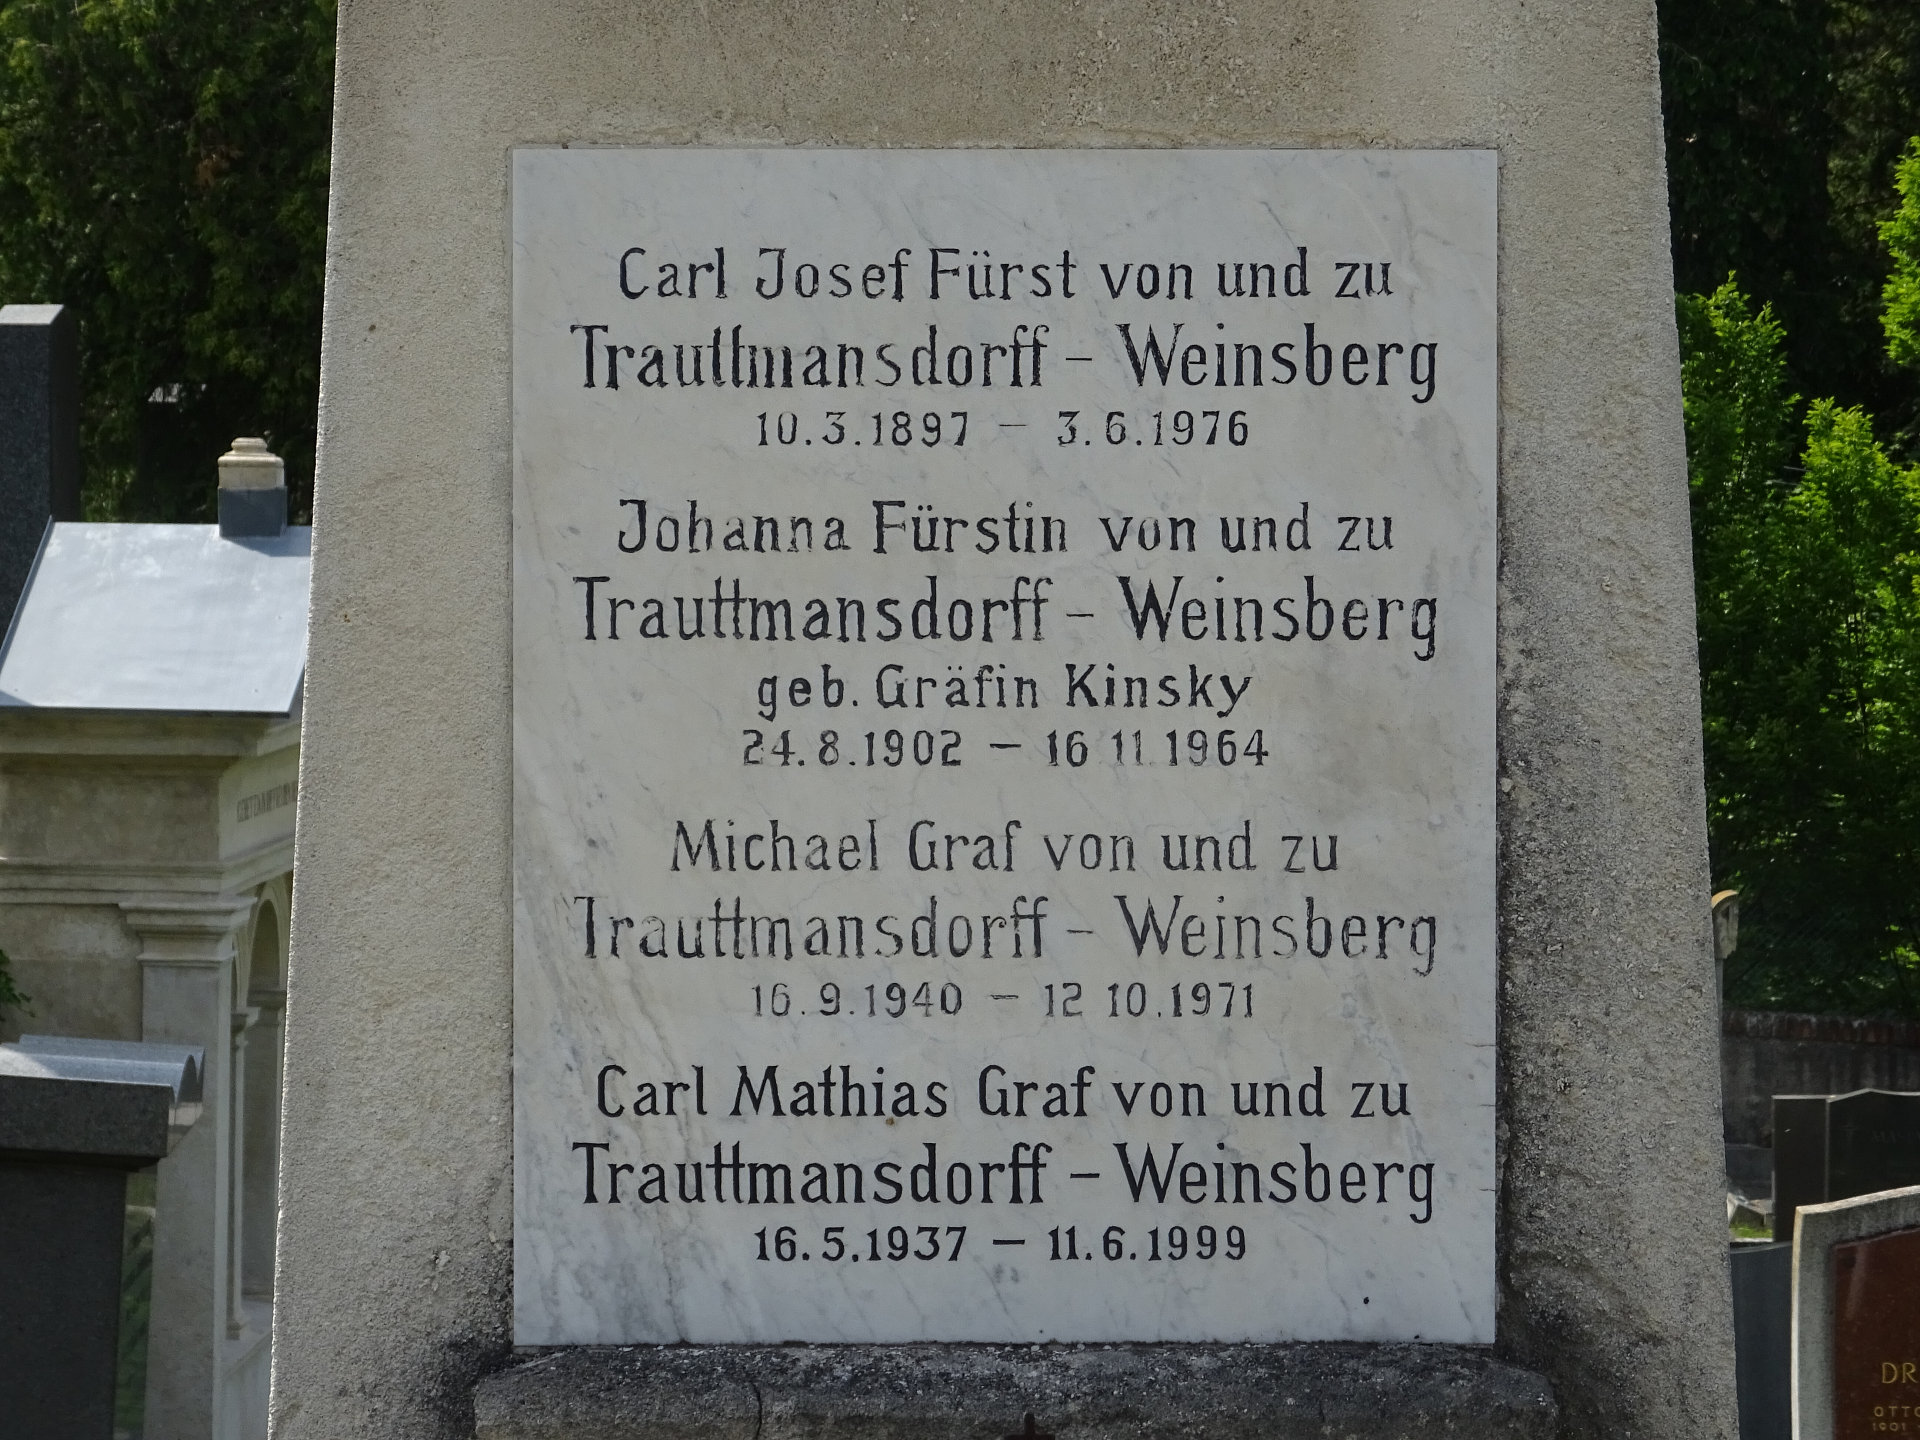 Carl Josef Fürst von und zu
Trauttmansdorff - Weinsberg
10.3.1897 - 3.6.1976
Johanna Fürstin von und zu
Trauttmansdorff - Weinsberg
geb. Gräfin Kinsky
24.8.1902 - 16 11 1964
Michael Graf von und zu
Trauttmansdorff - Weinsberg
16.9.1940 - 12 10.1971
Carl Mathias Graf von und zu
Trauttmansdorff - Weinsberg
16.5.1937 - 11.6.1999
DR
OTTO
1901